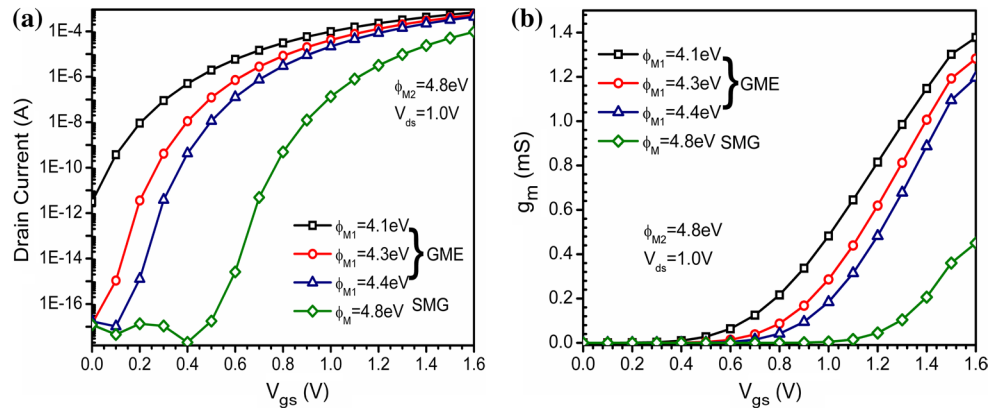 (a)
Drain Current (A)
1E-4
1E-6
1E-8
1E-10
1E-12
1E-14
1E-16
ϕM2=4.8eV
Vds=1.0V
ϕM1=4.1eV
ϕM1=4.3eV
ϕM1=4.4eV
GME
ϕM=4.8eV SMG
0.0 0.2 0.4 0.6 0.8 1.0 1.2 1.4 1.6
Vgs (V)
(b)
gm (mS)
1.4
1.2
1.0
0.8
0.6
0.4
0.2
0.0
ϕM1=4.1eV
ϕM1=4.3eV
ϕM1=4.4eV
GME
ϕM=4.8eV SMG
ϕM2=4.8eV
Vds=1.0V
0.0 0.2 0.4 0.6 0.8 1.0 1.2 1.4 1.6
Vgs (V)